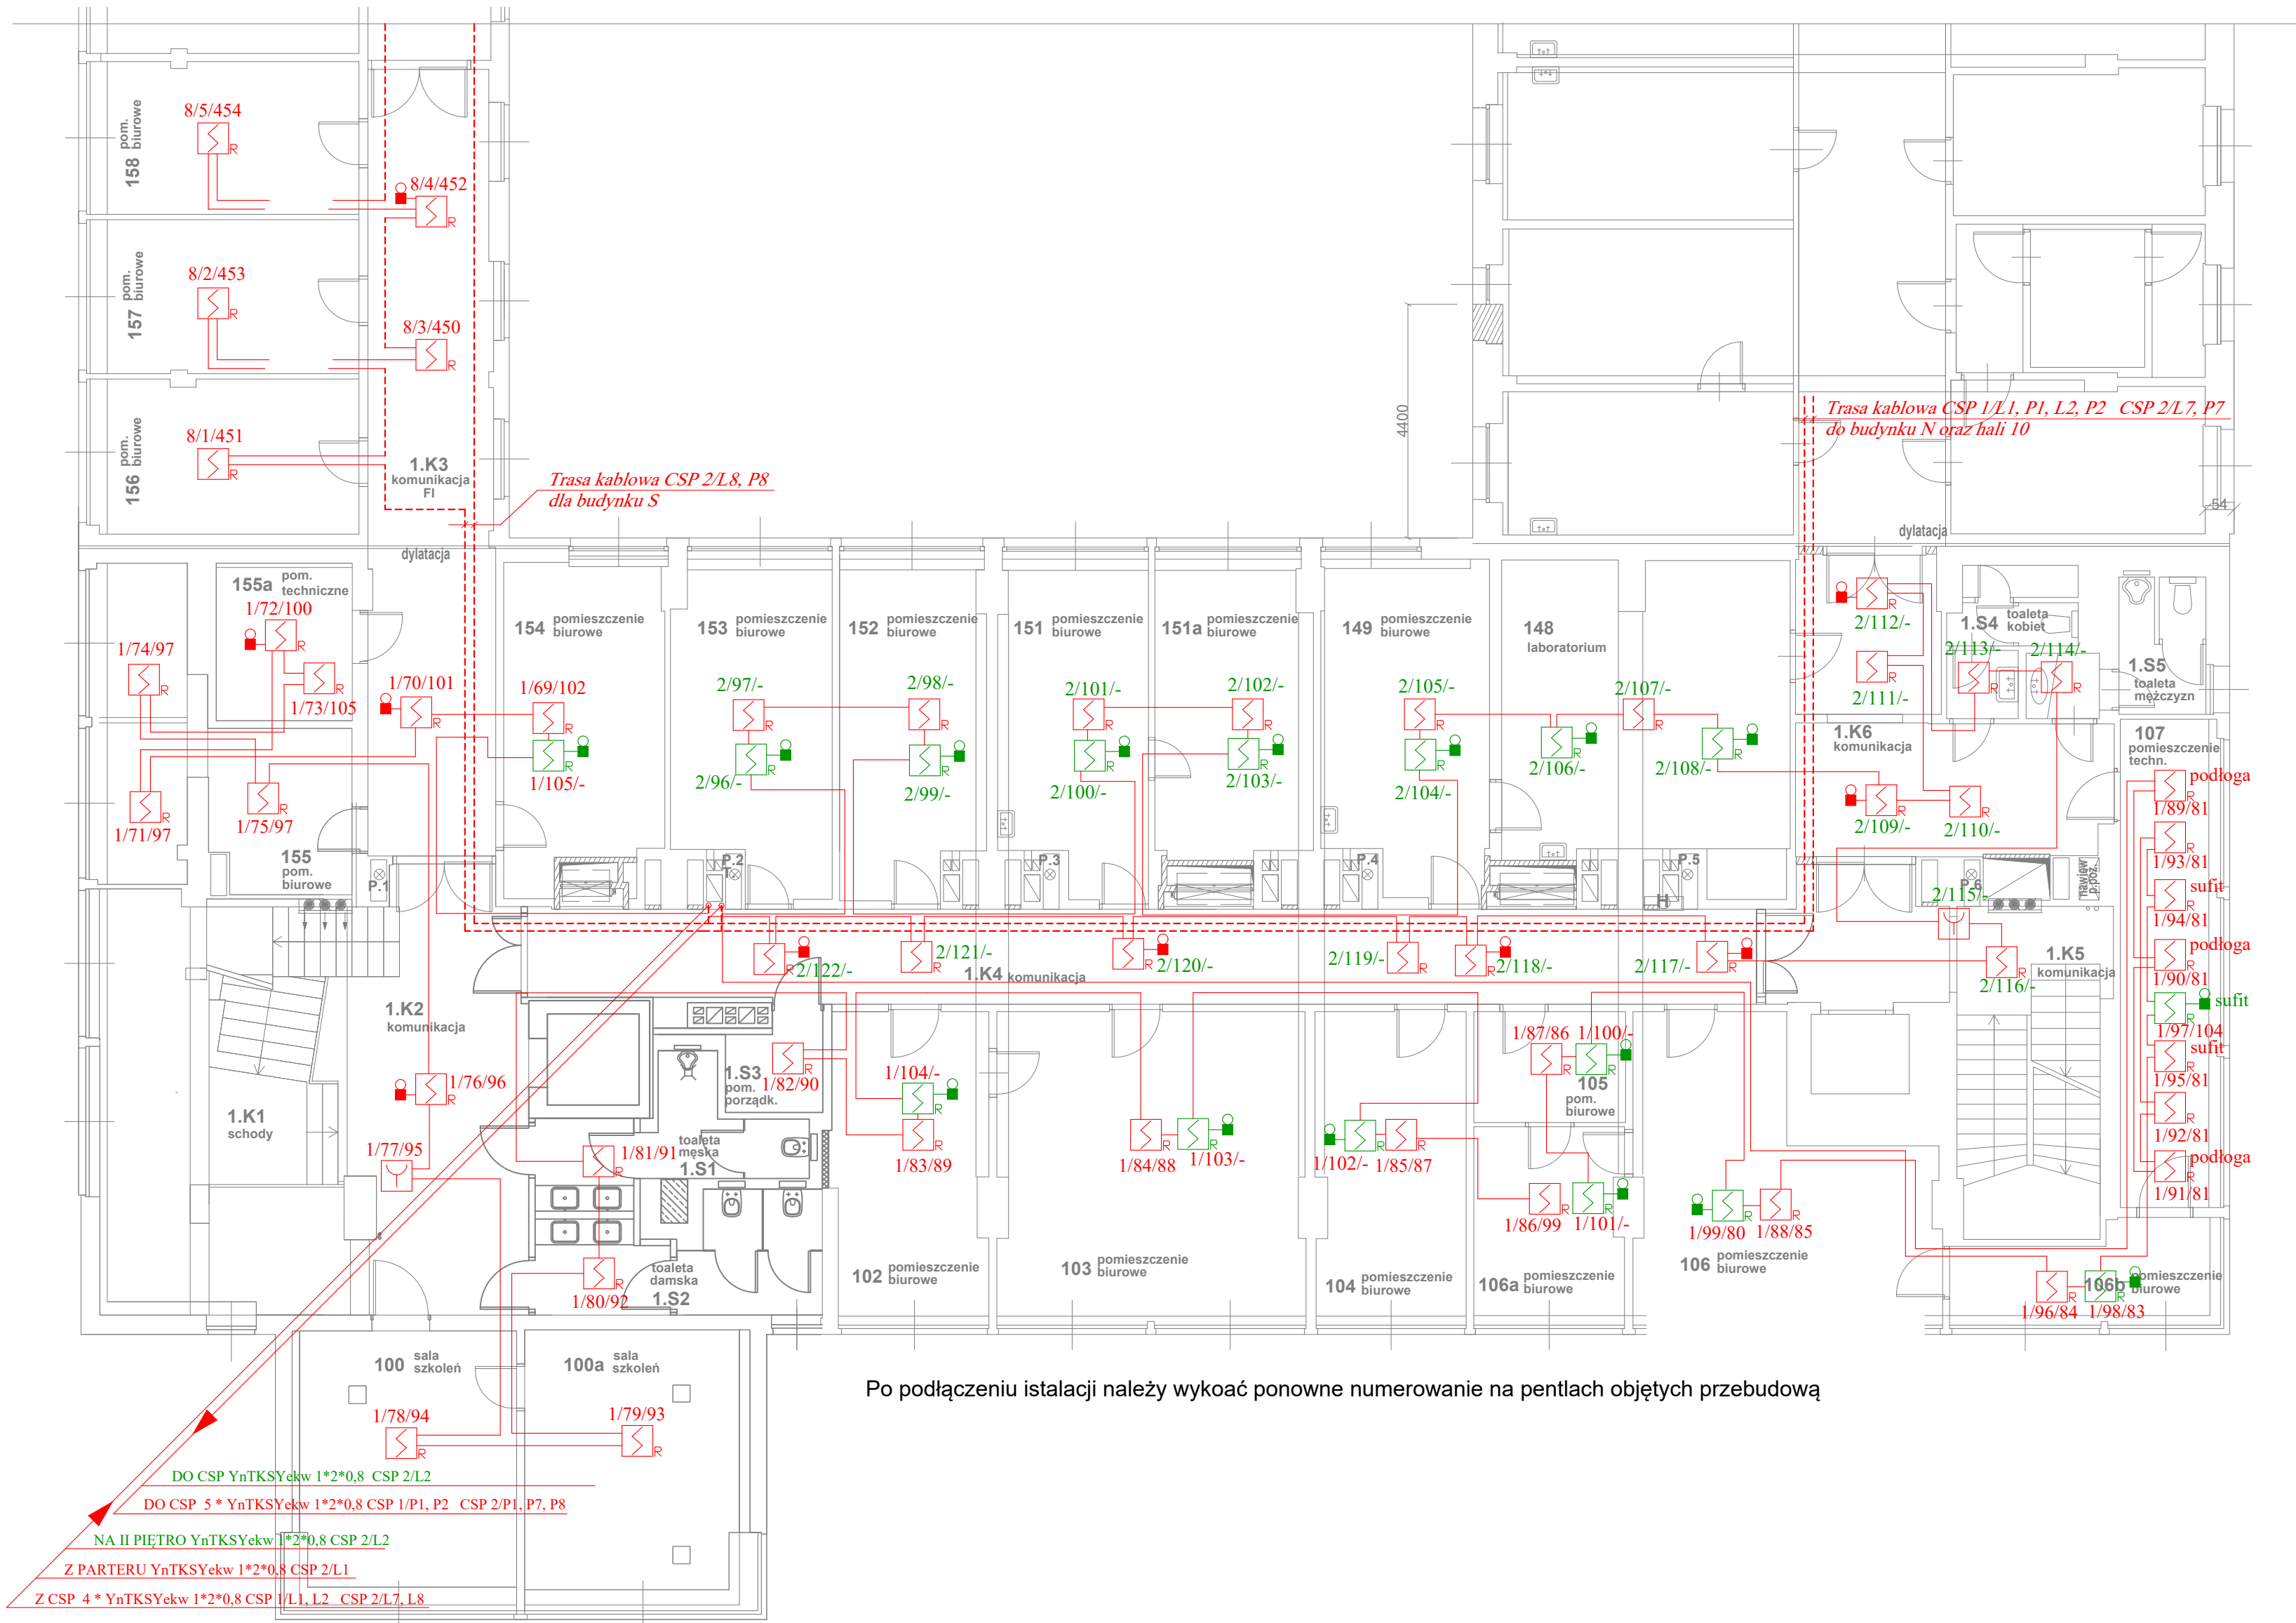 8/5/454
158 pom. biurowe
8/4/452
8/2/453
157 pom. biurowe
8/3/450
8/1/451
156 pom. biurowe
1.K3
komunikacja
FI
Trasa kablowa CSP 2/L8, P8
dla budynku S
4400
Trasa kablowa CSP 1/L1, P1, L2, P2 CSP 2/L7, P7
do budynku N oraz hali 10
54
dylatacja
dylatacja
155a pom. techniczne
1/72/100
1/74/97
1/73/105
1/70/101
1/71/97
1/75/97
155
pom.
biurowe
P.1
154 pomieszczenie biurowe
1/69/102
1/105/-
153 pomieszczenie biurowe
2/97/-
2/96/-
152 pomieszczenie biurowe
2/98/-
2/99/-
151 pomieszczenie biurowe
2/101/-
2/100/-
151a pomieszczenie biurowe
2/102/-
2/103/-
149 pomieszczenie biurowe
2/105/-
2/104/-
148
laboratorium
2/107/-
2/106/-
2/108/-
2/112/-
2/111/-
1.S4 toaleta kobiet
2/113/-
2/114/-
1.S5
toaleta
mężczyzn
1.K6
komunikacja
2/109/-
2/110/-
107
pomieszczenie
techn.
podłoga
1/89/81
1/93/81
sufit
1/94/81
podłoga
1/90/81
sufit
1/97/104
sufit
1/95/81
1/92/81
podłoga
1/91/81
P.2
P.3
P.4
P.5
P.6
nawiew
p.poż.
2/115/-
2/122/-
2/121/-
1.K4 komunikacja
2/120/-
2/119/-
2/118/-
2/117/-
2/116/-
1.K5
komunikacja
1.K2
komunikacja
1/76/96
1.K1
schody
1/77/95
1.S3
pom.
porządk.
1/82/90
1/81/91
toaleta
męska
1.S1
1/80/92
toaleta
damska
1.S2
1/104/-
1/83/89
102 pomieszczenie biurowe
1/84/88
1/103/-
103 pomieszczenie biurowe
1/102/-
1/85/87
104 pomieszczenie biurowe
1/87/86
1/100/-
105
pom.
biurowe
1/86/99
1/101/-
106a pomieszczenie biurowe
1/99/80
1/88/85
106 pomieszczenie biurowe
106b pomieszczenie biurowe
1/96/84
1/98/83
100 sala szkoleń
100a sala szkoleń
1/78/94
1/79/93
Po podłączeniu istalacji należy wykoać ponowne numerowanie na pentlach objętych przebudową
DO CSP YnTKSYekw 1*2*0,8 CSP 2/L2
DO CSP 5 * YnTKSYekw 1*2*0,8 CSP 1/P1, P2 CSP 2/P1, P7, P8
NA II PIĘTRO YnTKSYekw 1*2*0,8 CSP 2/L2
Z PARTERU YnTKSYekw 1*2*0,8 CSP 2/L1
Z CSP 4 * YnTKSYekw 1*2*0,8 CSP 1/L1, L2 CSP 2/L7, L8